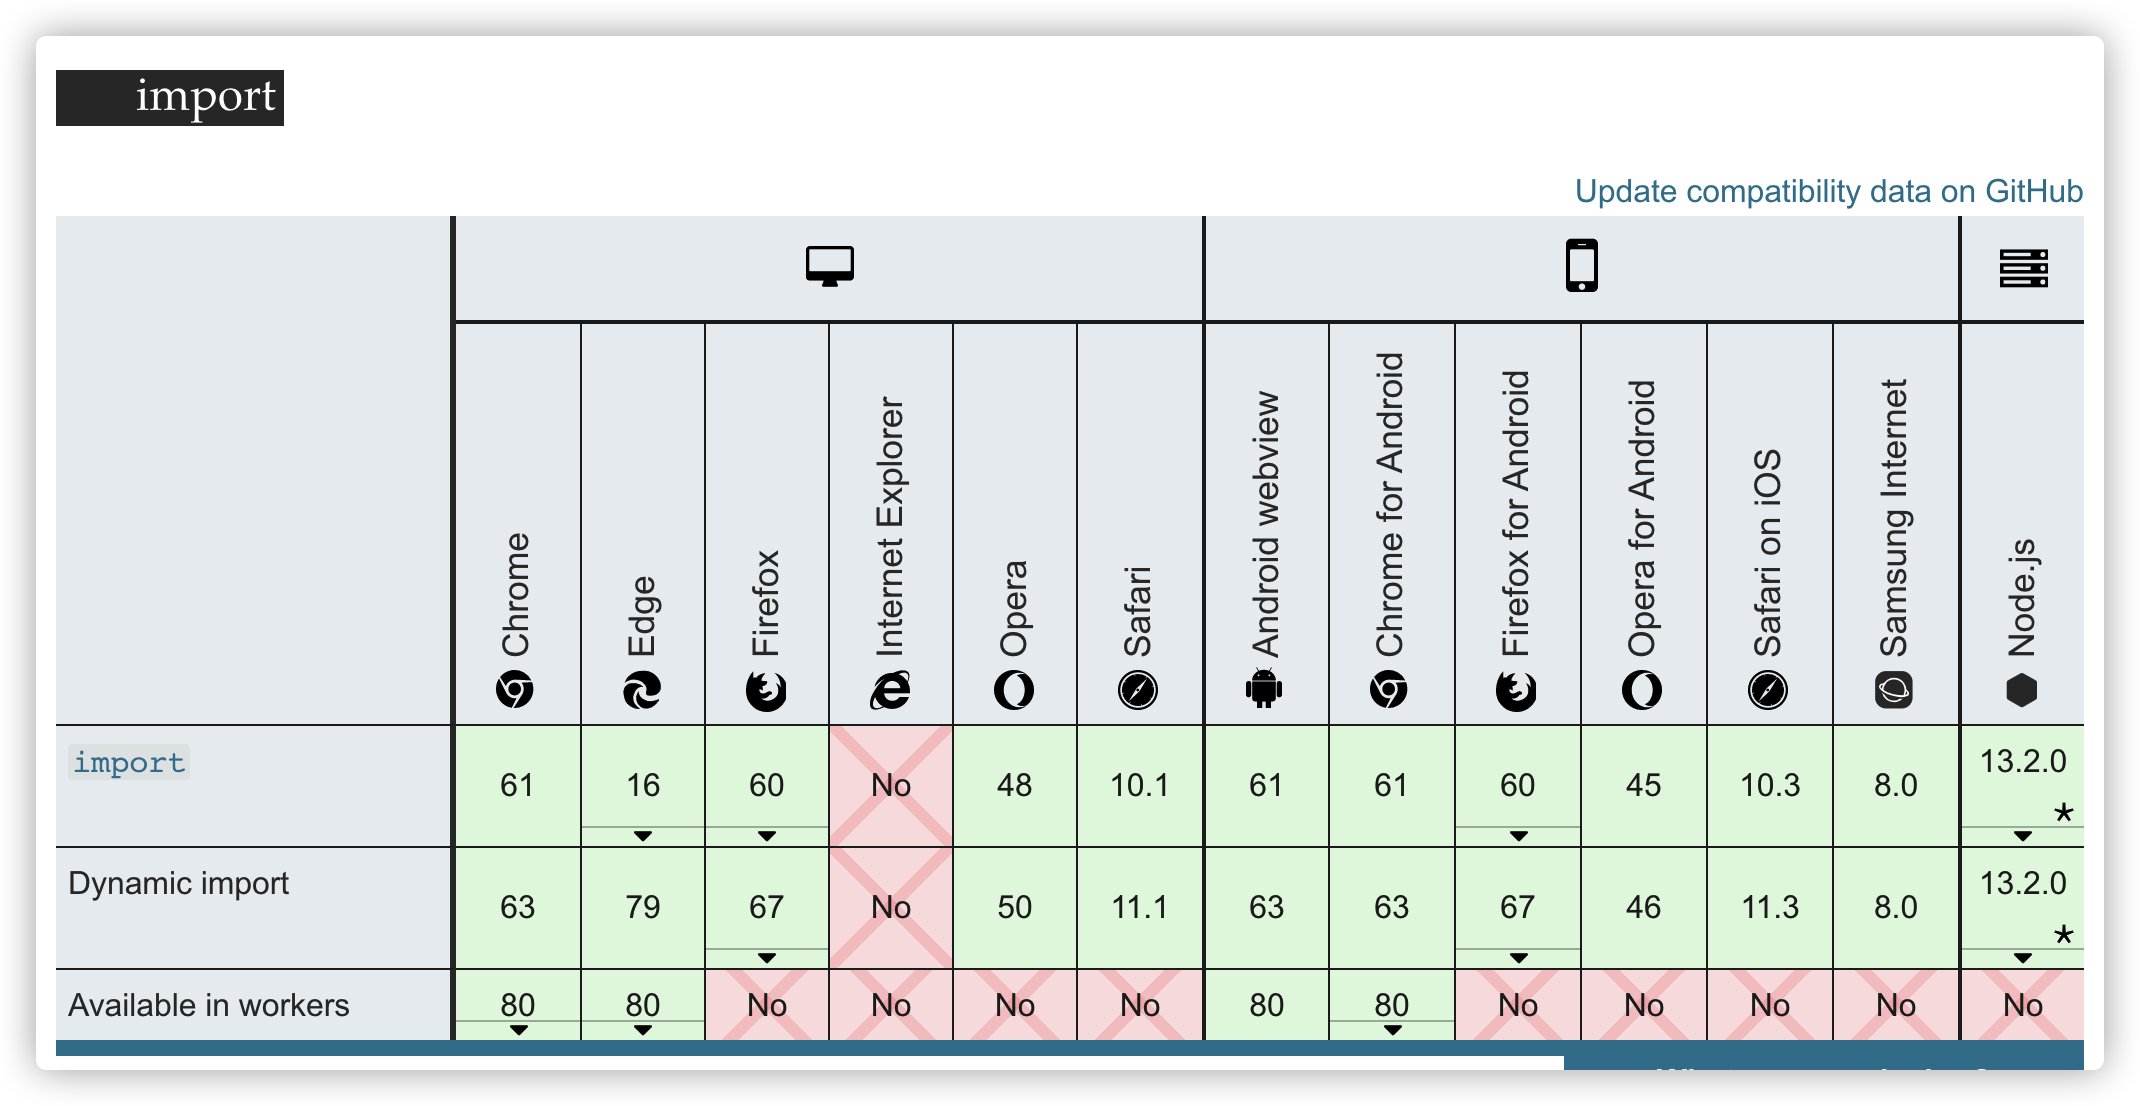 import
Update compatibility data on GitHub
Chrome
Edge
Firefox
Internet Explorer
Opera
Safari
Android webview
Chrome for Android
Firefox for Android
Opera for Android
Safari on iOS
Samsung Internet
Node.js
import 61 16 60 No 48 10.1 61 61 60 45 10.3 8.0 13.2.0 *
Dynamic import 63 79 67 No 50 11.1 63 63 67 46 11.3 8.0 13.2.0 *
Available in workers 80 80 No No No No 80 80 No No No No No